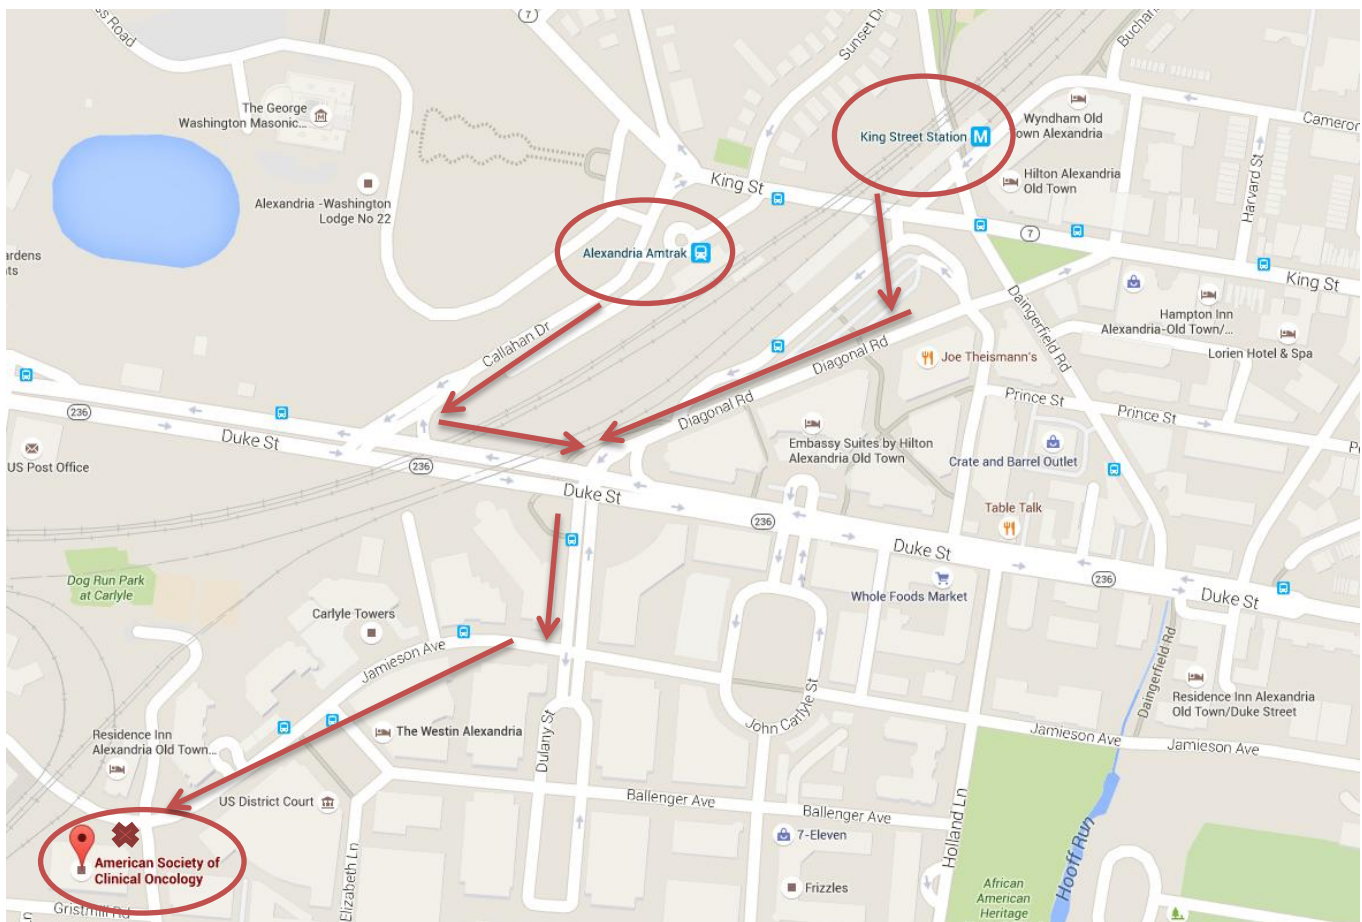 ss Road
7
Sunset Dr
Buchan
The George
Washington Masonic...
King Street Station
M
Wyndham Old
Town Alexandria
Cameron
Harvard St
Alexandria -Washington
Lodge No 22
King St
Hilton Alexandria
Old Town
7
Alexandria Amtrak
ardens
nts
King St
Daingerfield Rd
Hampton Inn
Alexandria-Old Town/...
Callahan Dr
Diagonal Rd
Joe Theismann's
Lorien Hotel & Spa
Prince St
Prince St
236
Duke St
Diagonal Rd
Embassy Suites by Hilton
Alexandria Old Town
Crate and Barrel Outlet
US Post Office
236
Duke St
Table Talk
236
Duke St
236
Duke St
Dog Run Park
at Carlyle
Whole Foods Market
Carlyle Towers
Jamieson Ave
Daingerfield Rd
Residence Inn Alexandria
Old Town/Duke Street
John Carlyle St
Residence Inn
Alexandria Old Town...
The Westin Alexandria
Dulany St
Jamieson Ave
Jamieson Ave
US District Court
Ballenger Ave
Ballenger Ave
7-Eleven
Holland Ln
Hooff Run
American Society of
Clinical Oncology
Elizabeth Ln
Frizzles
African
American
Heritage
Gristmill Rd